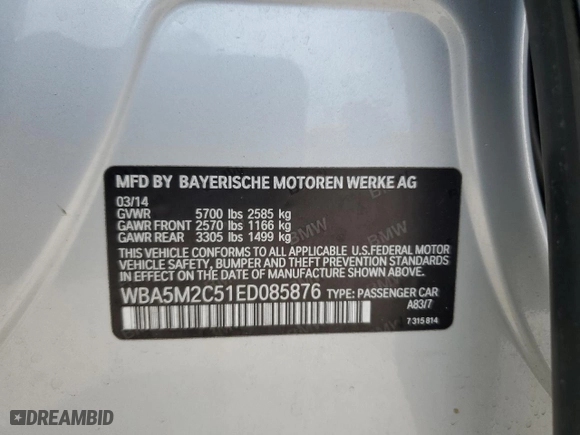 MFD BY BAYERISCHE MOTOREN WERKE AG
03/14
GVWR 5700 lbs 2585 kg
GAWR FRONT 2570 lbs 1166 kg
GAWR REAR 3305 lbs 1499 kg
THIS VEHICLE CONFORMS TO ALL APPLICABLE U.S.FEDERAL MOTOR
VEHICLE SAFETY, BUMPER AND THEFT PREVENTION STANDARDS
IN EFFECT ON THE DATE OF MANUFACTURE SHOWN ABOVE.
WBA5M2C51ED085876 TYPE: PASSENGER CAR
A83/7
7 315 814
DREAMBID